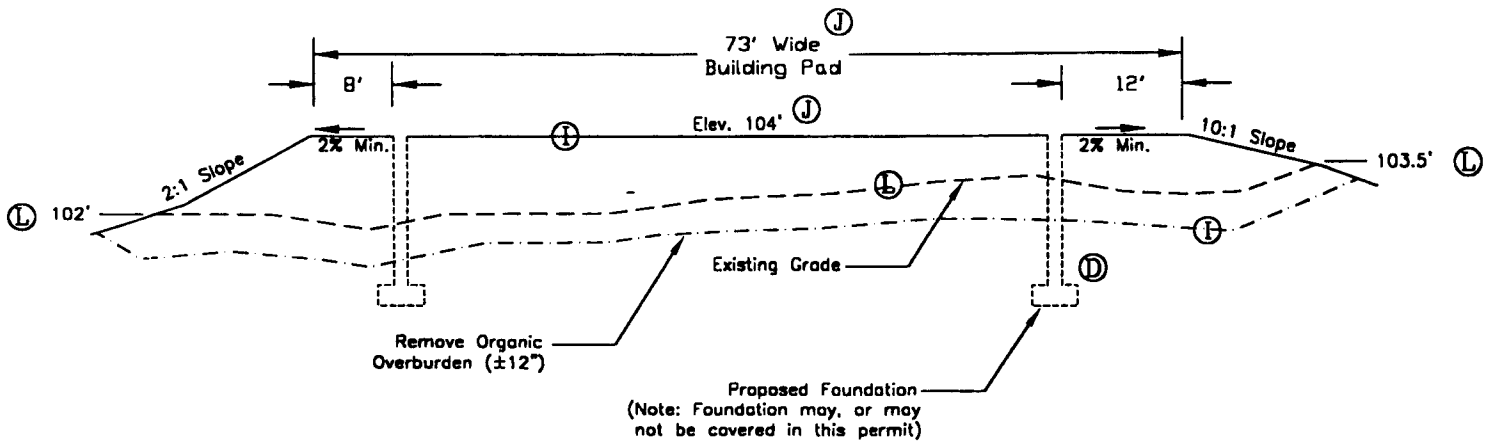 J
73' Wide
Building Pad
8'
12'
Elev. 104' J
I
2% Min.
2% Min.
2:1 Slope
10:1 Slope
103.5' L
L 102'
L
I
Existing Grade
D
Remove Organic
Overburden (±12")
Proposed Foundation
(Note: Foundation may, or may
not be covered in this permit)